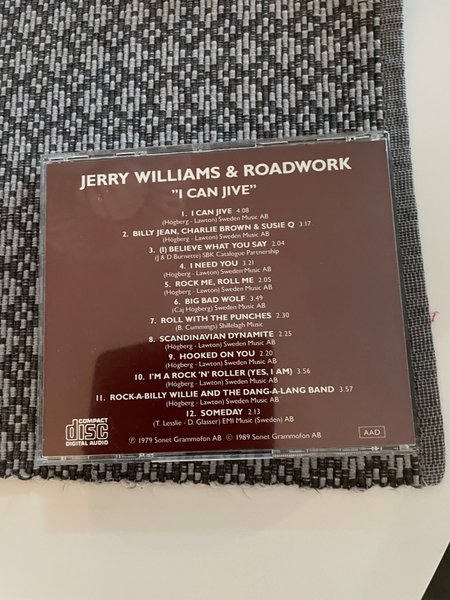 JERRY WILLIAMS & ROADWORK
”I CAN JIVE”
1. I CAN JIVE 4.08
(Högberg - Lawton) Sweden Music AB
2. BILLY JEAN, CHARLIE BROWN & SUSIE Q 3.17
(Högberg - Lawton) Sweden Music AB
3. (I) BELIEVE WHAT YOU SAY 2.04
(J & D Burnette) SBK Catalogue Partnership
4. I NEED YOU 3.21
(Högberg - Lawton) Sweden Music AB
5. ROCK ME, ROLL ME 2.05
(Högberg - Lawton) Sweden Music AB
6. BIG BAD WOLF 3.49
(Caj Högberg) Sweden Music AB
7. ROLL WITH THE PUNCHES 2.30
(B. Cummings) Shillelagh Music
8. SCANDINAVIAN DYNAMITE 2.25
(Högberg - Lawton) Sweden Music AB
9. HOOKED ON YOU 2.20
(Högberg - Lawton) Sweden Music AB
10. I'M A ROCK 'N' ROLLER (YES, I AM) 3.56
(Högberg - Lawton) Sweden Music AB
11. ROCK-A-BILLY WILLIE AND THE DANG-A-LANG BAND 3.57
(Högberg - Lawton) Sweden Music AB
12. SOMEDAY 2.13
(T. Lesslie - D. Glasser) EMI Music (Sweden) AB
COMPACT
disc
DIGITAL AUDIO
℗ 1979 Sonet Grammofon AB © 1989 Sonet Grammofon AB
AAD